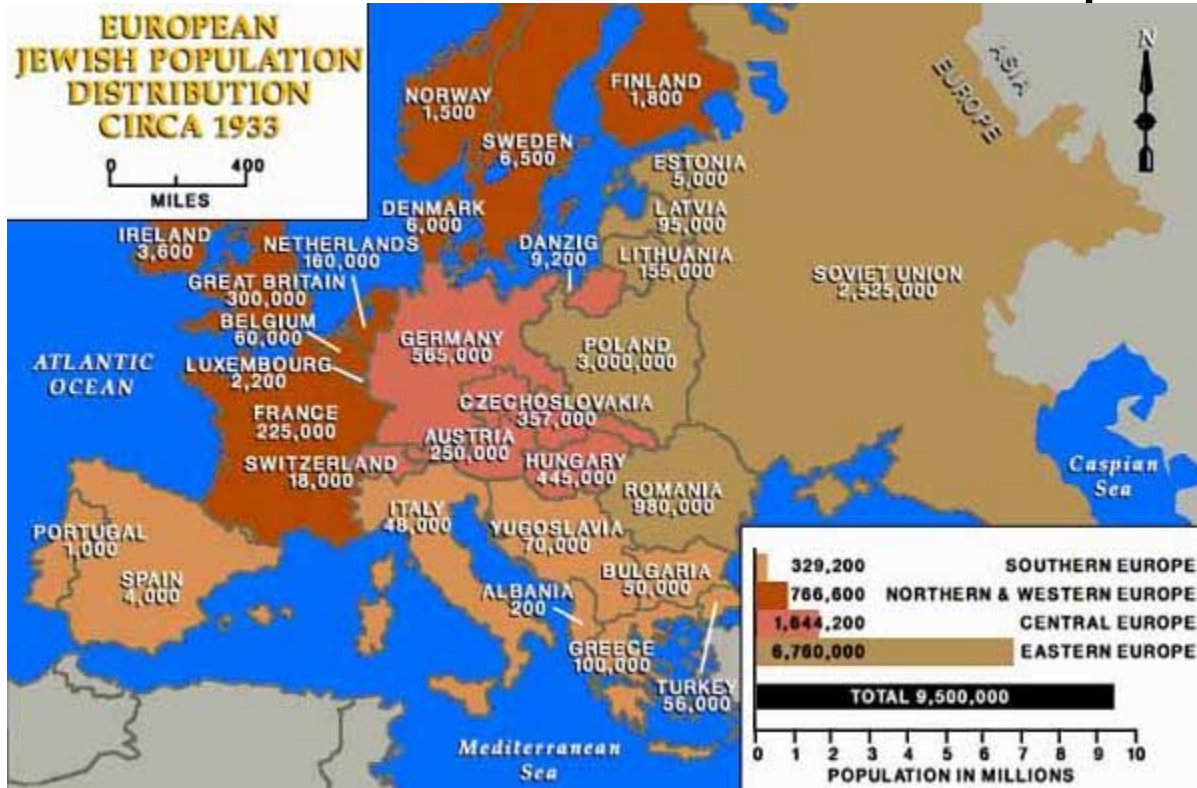 EUROPEAN
JEWISH POPULATION
DISTRIBUTION
CIRCA 1933
0 400
MILES
N
ASIA
EUROPE
NORWAY
1,500
FINLAND
1,800
SWEDEN
6,500
ESTONIA
5,000
DENMARK
6,000
LATVIA
95,000
IRELAND
3,600
NETHERLANDS
160,000
DANZIG
9,200
LITHUANIA
155,000
GREAT BRITAIN
300,000
SOVIET UNION
2,525,000
BELGIUM
60,000
GERMANY
565,000
POLAND
3,000,000
ATLANTIC
OCEAN
LUXEMBOURG
2,200
CZECHOSLOVAKIA
357,000
FRANCE
225,000
AUSTRIA
250,000
SWITZERLAND
18,000
HUNGARY
445,000
ROMANIA
980,000
Caspian
Sea
ITALY
48,000
YUGOSLAVIA
70,000
PORTUGAL
1,000
SPAIN
4,000
BULGARIA
50,000
ALBANIA
200
GREECE
100,000
TURKEY
56,000
Mediterranean
Sea
329,200 SOUTHERN EUROPE
766,600 NORTHERN & WESTERN EUROPE
1,644,200 CENTRAL EUROPE
6,760,000 EASTERN EUROPE
TOTAL 9,500,000
0 1 2 3 4 5 6 7 8 9 10
POPULATION IN MILLIONS